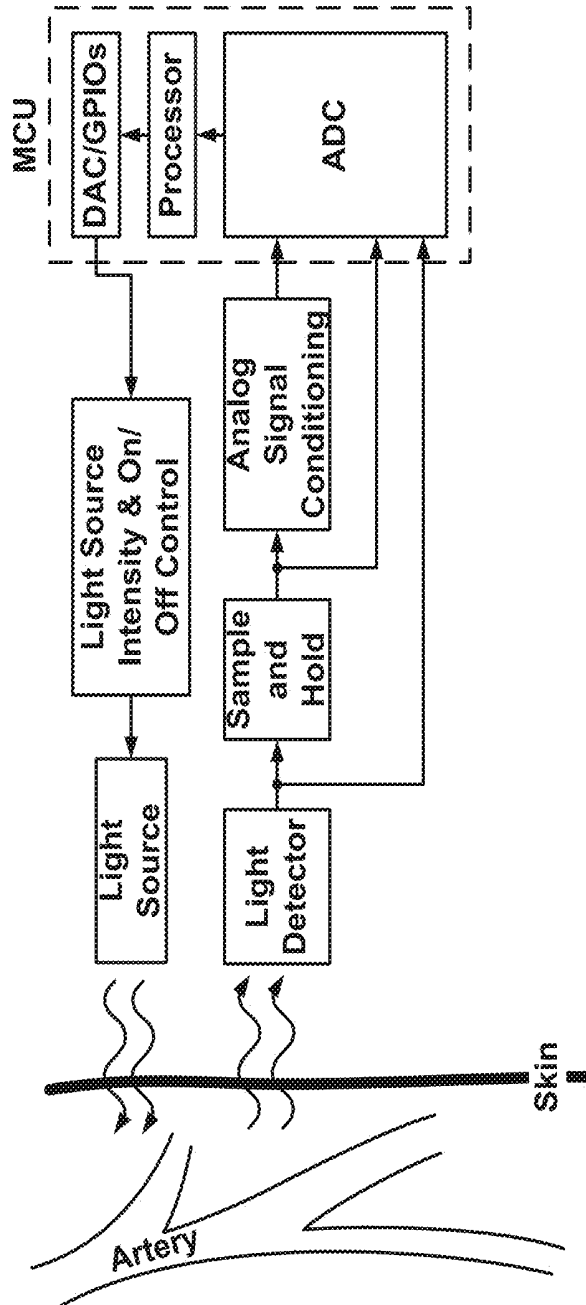 MCU
DAC/GPIOs
Processor
ADC
Light Source
Intensity & On/
Off Control
Analog
Signal
Conditioning
Sample
and
Hold
Light
Source
Light
Detector
Skin
Artery